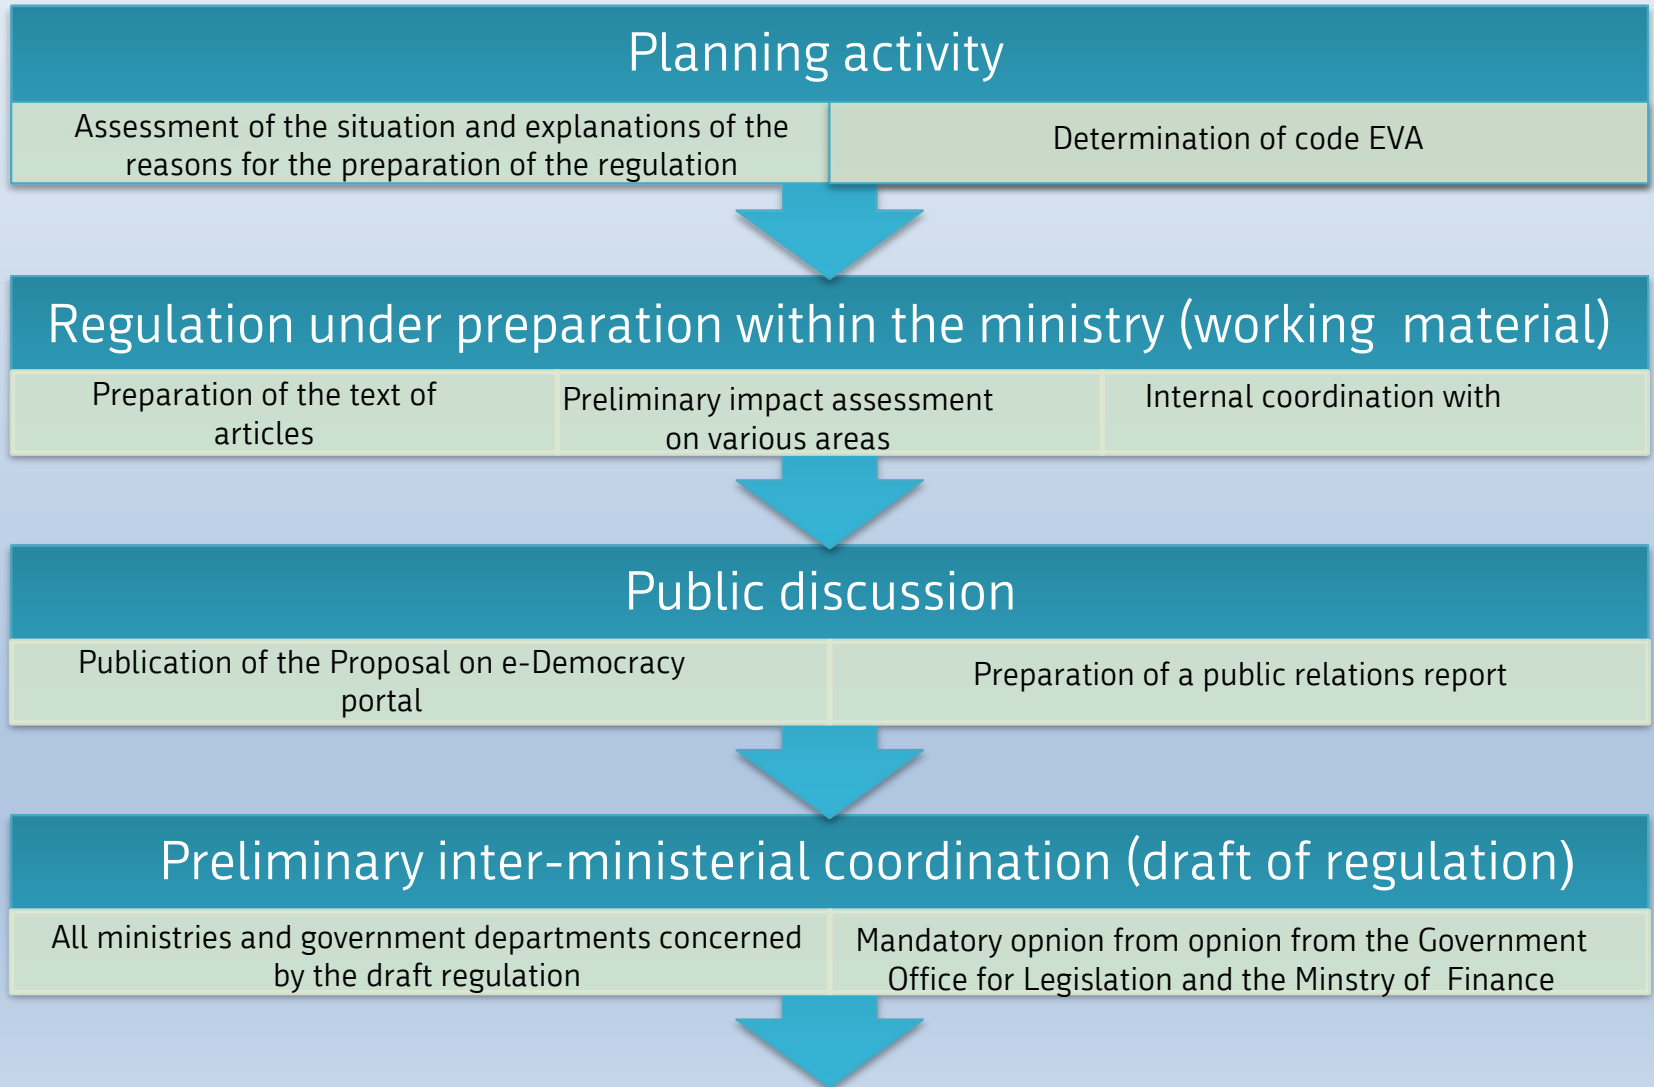 Planning activity
Assessment of the situation and explanations of the
reasons for the preparation of the regulation
Determination of code EVA
Regulation under preparation within the ministry (working  material)
Preparation of the text of
articles
Preliminary impact assessment
on various areas
Internal coordination with
Public discussion
Publication of the Proposal on e-Democracy
portal
Preparation of a public relations report
Preliminary inter-ministerial coordination (draft of regulation)
All ministries and government departments concerned
by the draft regulation
Mandatory opnion from opnion from the Government
Office for Legislation and the Minstry of  Finance